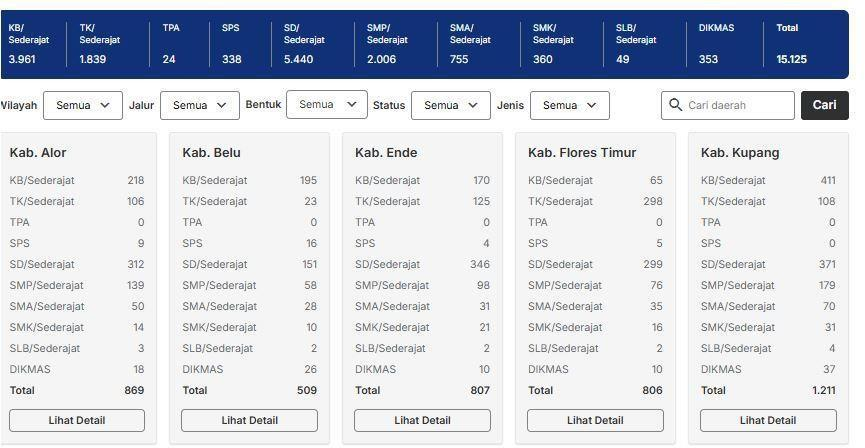 KB/Sederajat TK/Sederajat TPA SPS SD/Sederajat SMP/Sederajat SMA/Sederajat SMK/Sederajat SLB/Sederajat DIKMAS Total
3.961 1.839 24 338 5.440 2.006 755 360 49 353 15.125
Wilayah Semua Jalur Semua Bentuk Semua Status Semua Jenis Semua Cari daerah Cari
Kab. Alor
KB/Sederajat 218
TK/Sederajat 106
TPA 0
SPS 9
SD/Sederajat 312
SMP/Sederajat 139
SMA/Sederajat 50
SMK/Sederajat 14
SLB/Sederajat 3
DIKMAS 18
Total 869
Lihat Detail
Kab. Belu
KB/Sederajat 195
TK/Sederajat 23
TPA 0
SPS 16
SD/Sederajat 151
SMP/Sederajat 58
SMA/Sederajat 28
SMK/Sederajat 10
SLB/Sederajat 2
DIKMAS 26
Total 509
Lihat Detail
Kab. Ende
KB/Sederajat 170
TK/Sederajat 125
TPA 0
SPS 4
SD/Sederajat 346
SMP/Sederajat 98
SMA/Sederajat 31
SMK/Sederajat 21
SLB/Sederajat 2
DIKMAS 10
Total 807
Lihat Detail
Kab. Flores Timur
KB/Sederajat 65
TK/Sederajat 298
TPA 0
SPS 5
SD/Sederajat 299
SMP/Sederajat 76
SMA/Sederajat 35
SMK/Sederajat 16
SLB/Sederajat 2
DIKMAS 10
Total 806
Lihat Detail
Kab. Kupang
KB/Sederajat 411
TK/Sederajat 108
TPA 0
SPS 0
SD/Sederajat 371
SMP/Sederajat 179
SMA/Sederajat 70
SMK/Sederajat 31
SLB/Sederajat 4
DIKMAS 37
Total 1.211
Lihat Detail